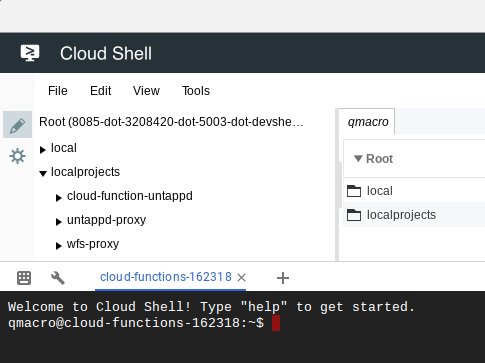 Cloud Shell
File Edit View Tools
Root (8085-dot-3208420-dot-5003-dot-devshe…
local
localprojects
cloud-function-untappd
untappd-proxy
wfs-proxy
qmacro
Root
local
localprojects
cloud-functions-162318
Welcome to Cloud Shell! Type "help" to get started.
qmacro@cloud-functions-162318:~$